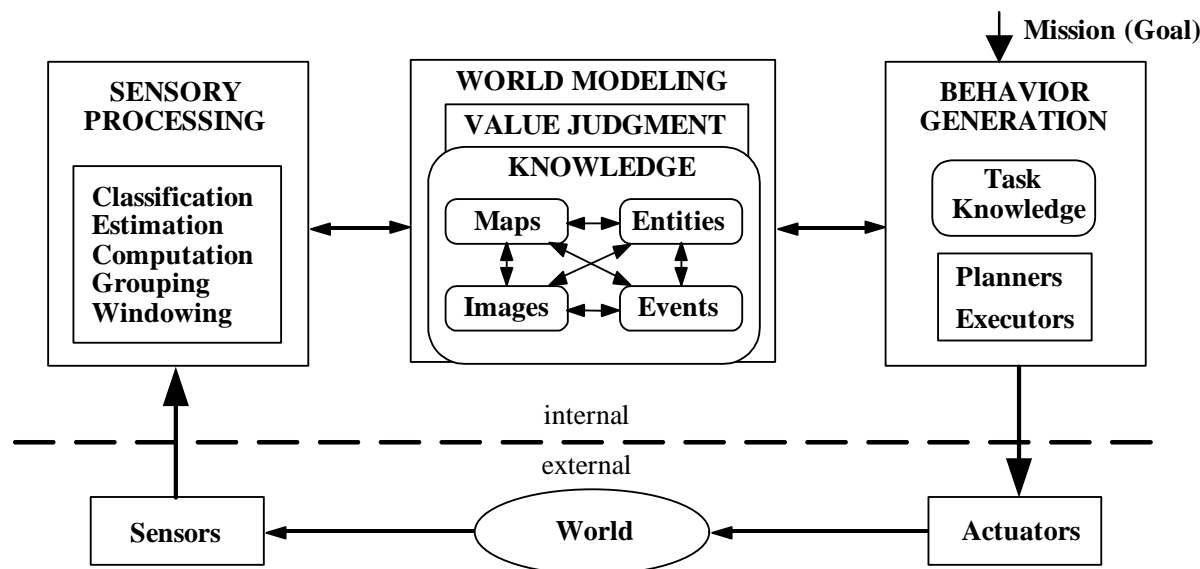 Mission (Goal)
SENSORY
PROCESSING
Classification
Estimation
Computation
Grouping
Windowing
WORLD MODELING
VALUE JUDGMENT
KNOWLEDGE
Maps
Entities
Images
Events
BEHAVIOR
GENERATION
Task
Knowledge
Planners
Executors
internal
external
Sensors
World
Actuators